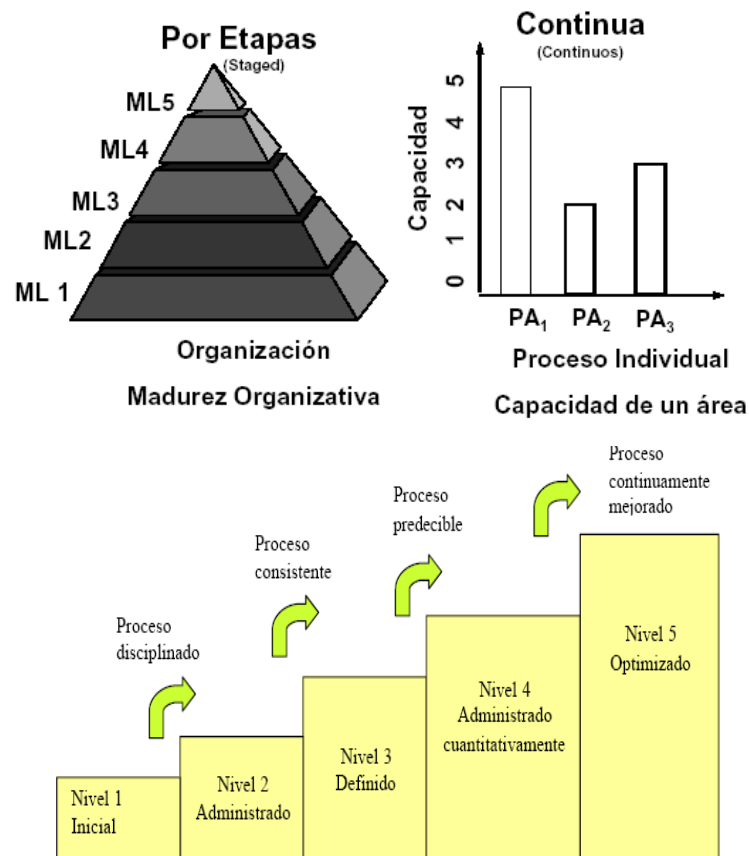 Por Etapas
(Staged)
ML5
ML4
ML3
ML2
ML 1
Organización
Madurez Organizativa
Continua
(Continuos)
Capacidad
5
4
3
2
1
0
PA1
PA2
PA3
Proceso Individual
Capacidad de un área
Proceso
disciplinado
Proceso
consistente
Proceso
predecible
Proceso
continuamente
mejorado
Nivel 1
Inicial
Nivel 2
Administrado
Nivel 3
Definido
Nivel 4
Administrado
cuantitativamente
Nivel 5
Optimizado